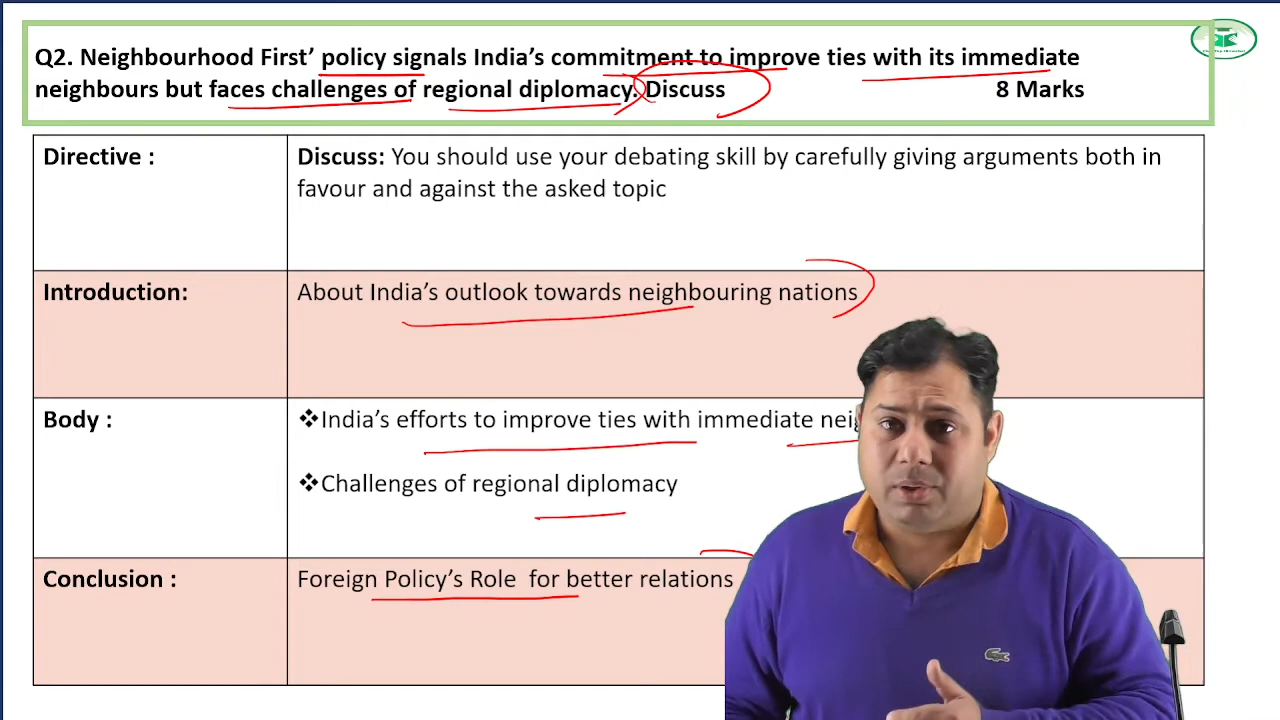 Q2. Neighbourhood First’ policy signals India’s commitment to improve ties with its immediate
neighbours but faces challenges of regional diplomacy. Discuss 8 Marks
Directive : Discuss: You should use your debating skill by carefully giving arguments both in
favour and against the asked topic
Introduction: About India’s outlook towards neighbouring nations
Body : ❖India’s efforts to improve ties with immediate
❖Challenges of regional diplomacy
Conclusion : Foreign Policy’s Role for better relations